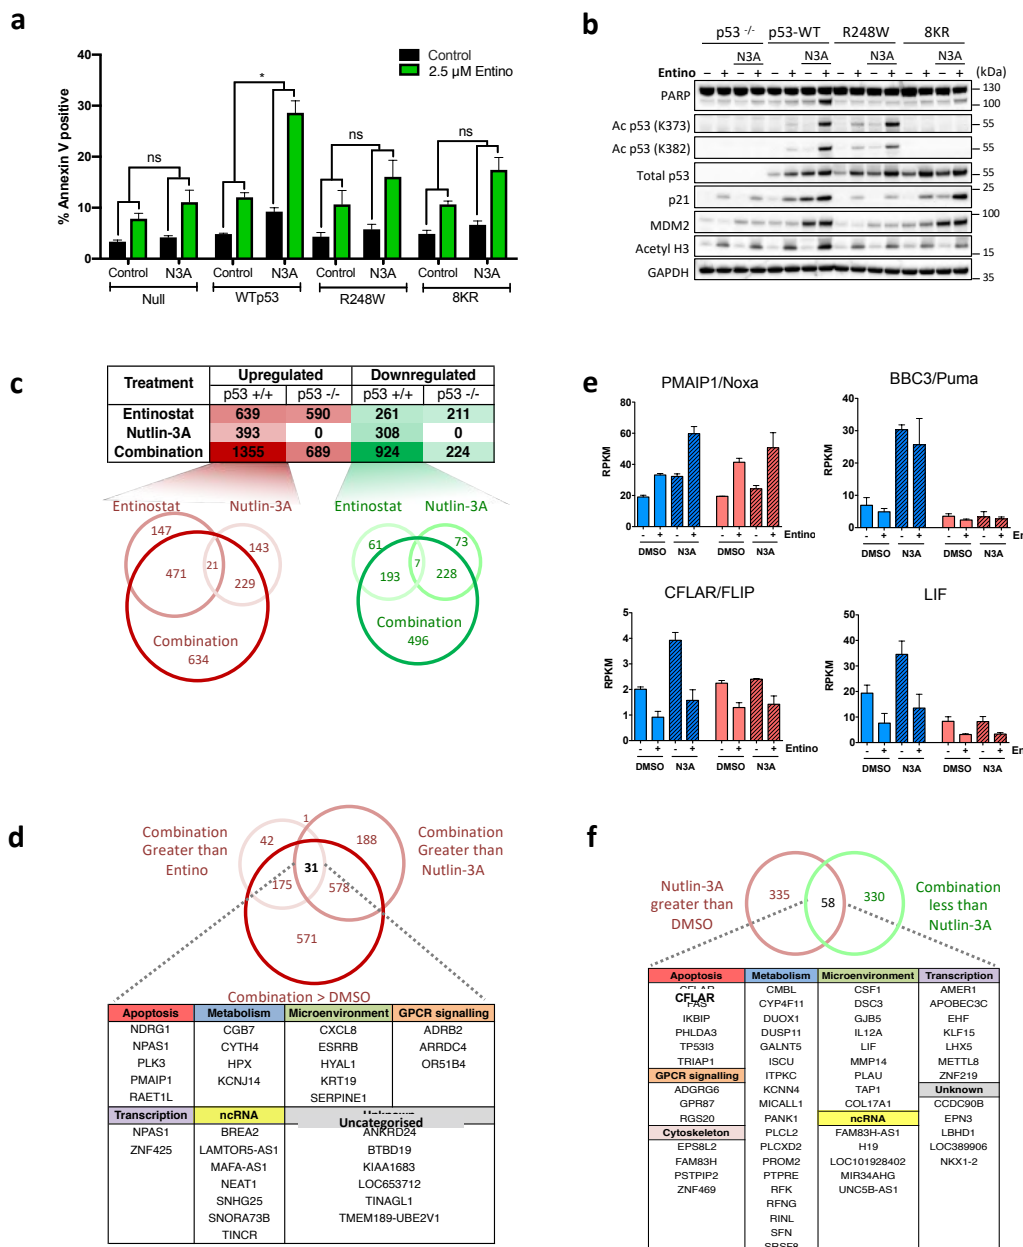 a
Control
2.5 µM Entino
% Annexin V positive
40
30
20
10
0
ns
*
ns
ns
Control N3A Control N3A Control N3A Control N3A
Null WTp53 R248W 8KR
b
p53 -/- p53-WT R248W 8KR
N3A N3A N3A N3A
Entino – + – + – + – + – + – + – + – + (kDa)
PARP 130
100
Ac p53 (K373) 55
Ac p53 (K382) 55
Total p53 55
p21 25
MDM2 100
Acetyl H3 15
GAPDH 35
c
Treatment Upregulated Downregulated
p53 +/+ p53 -/- p53 +/+ p53 -/-
Entinostat 639 590 261 211
Nutlin-3A 393 0 308 0
Combination 1355 689 924 224
Entinostat Nutlin-3A
147 143
471 21 229
Combination
634
Entinostat Nutlin-3A
61 73
193 7 228
Combination
496
d
Combination Greater than Entino
Combination Greater than Nutlin-3A
1
42 188
31
175 578
571
Combination > DMSO
Apoptosis Metabolism Microenvironment GPCR signalling
NDRG1 CGB7 CXCL8 ADRB2
NPAS1 CYTH4 ESRRB ARRDC4
PLK3 HPX HYAL1 OR51B4
PMAIP1 KCNJ14 KRT19
RAET1L SERPINE1
Transcription ncRNA Uncategorised
NPAS1 BREA2 ANKRD24
ZNF425 LAMTOR5-AS1 BTBD19
MAFA-AS1 KIAA1683
NEAT1 LOC653712
SNHG25 TINAGL1
SNORA73B TMEM189-UBE2V1
TINCR
e
PMAIP1/Noxa
RPKM
80
60
40
20
0
- + - + - + - + Entino
DMSO N3A DMSO N3A
BBC3/Puma
RPKM
40
30
20
10
0
- + - + - + - + Entino
DMSO N3A DMSO N3A
CFLAR/FLIP
RPKM
5
4
3
2
1
0
- + - + - + - + Entino
DMSO N3A DMSO N3A
LIF
RPKM
50
40
30
20
10
0
- + - + - + - + En
DMSO N3A DMSO N3A
f
Nutlin-3A greater than DMSO
335 58 330
Combination less than Nutlin-3A
Apoptosis Metabolism Microenvironment Transcription
CFLAR CMBL CSF1 AMER1
FAS CYP4F11 DSC3 APOBEC3C
IKBIP DUOX1 GJB5 EHF
PHLDA3 DUSP11 IL12A KLF15
TP53I3 GALNT5 LIF LHX5
TRIAP1 ISCU MMP14 METTL8
GPCR signalling ITPKC PLAU ZNF219
ADGRG6 KCNN4 TAP1 Unknown
GPR87 MICALL1 COL17A1 CCDC90B
RGS20 PANK1 ncRNA EPN3
Cytoskeleton PLCL2 FAM83H-AS1 LBHD1
EPS8L2 PLCXD2 H19 LOC389906
FAM83H PROM2 LOC101928402 NKX1-2
PSTPIP2 PTPRE MIR34AHG
ZNF469 RFK UNC5B-AS1
RFNG
RINL
SFN